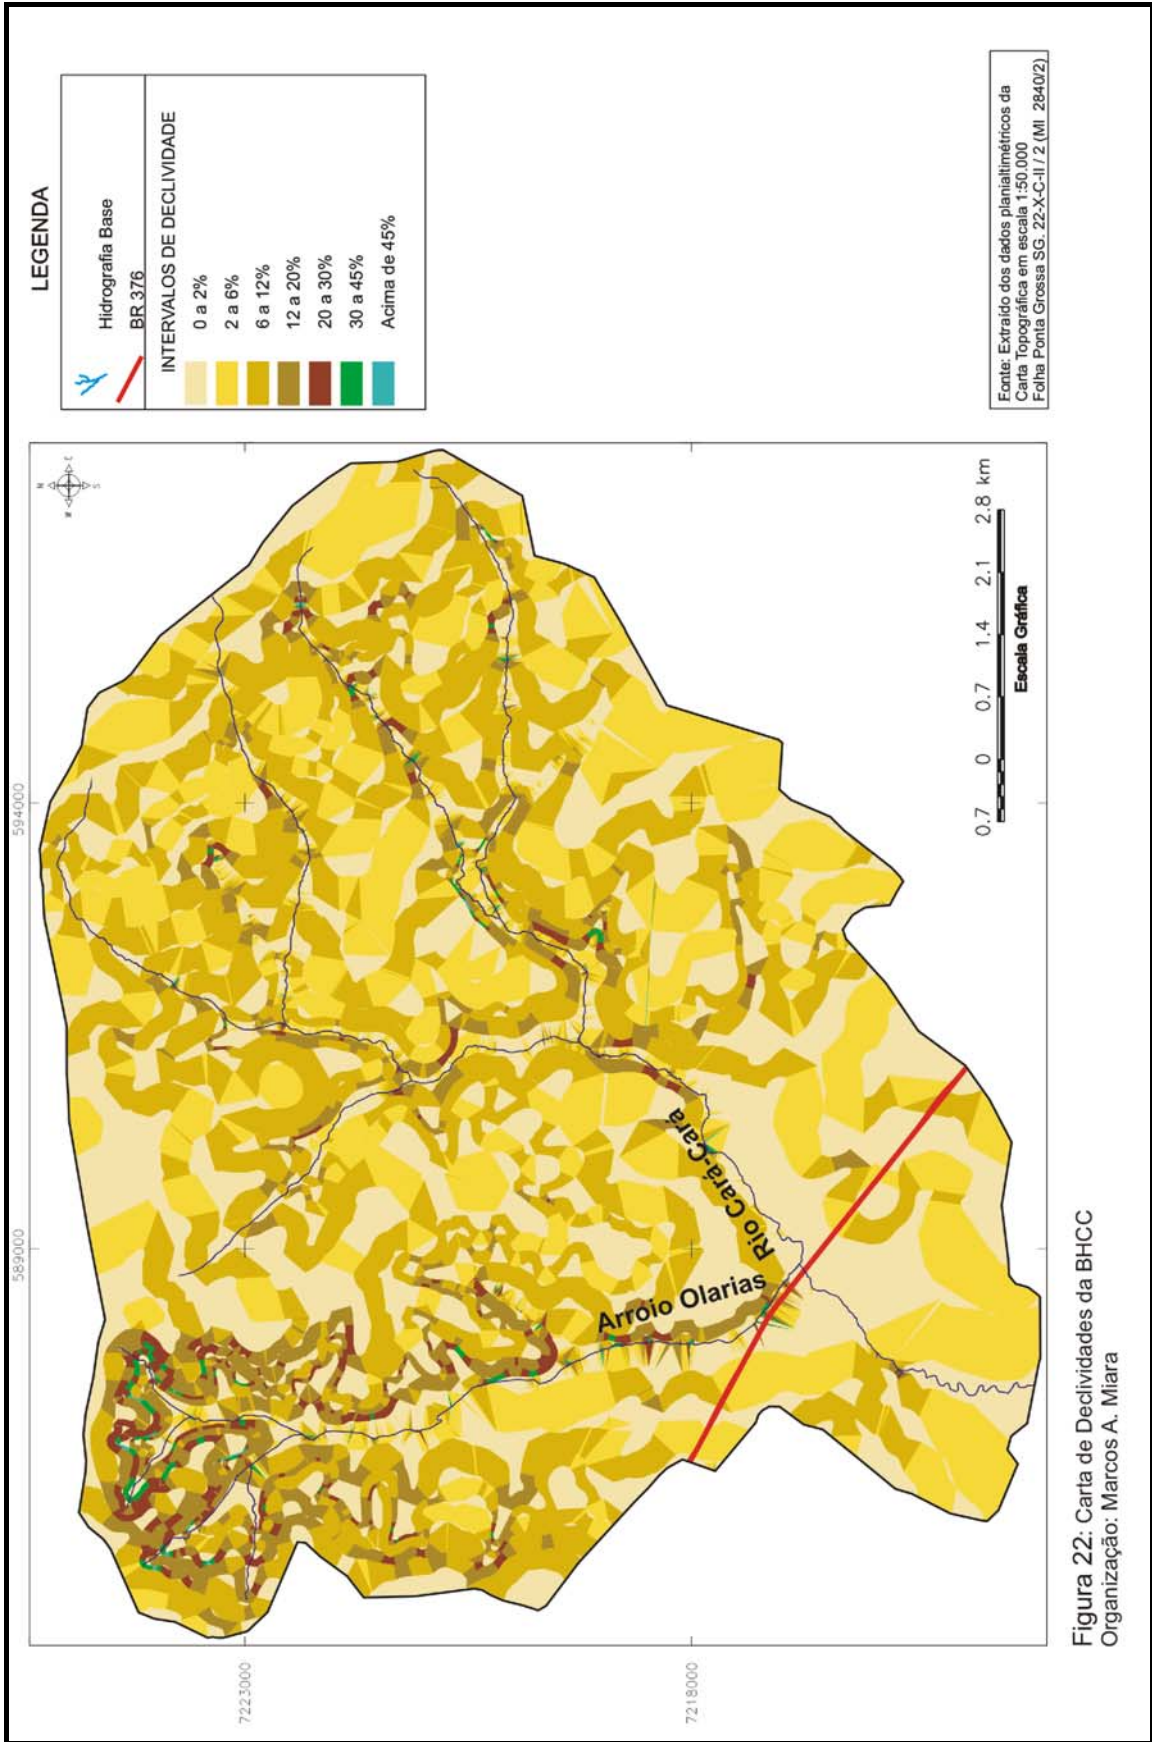 LEGENDA
Hidrografia Base
BR 376
INTERVALOS DE DECLIVIDADE
0 a 2%
2 a 6%
6 a 12%
12 a 20%
20 a 30%
30 a 45%
Acima de 45%
589000
594000
N
W
E
S
7223000
7218000
Arroio Olarias
Rio Cará-Cará
0.7 0 0.7 1.4 2.1 2.8 km
Escala Gráfica
Fonte: Extraído dos dados planialtimétricos da
Carta Topográfica em escala 1:50.000
Folha Ponta Grossa SG. 22-X-C-II / 2 (MI 2840/2)
Figura 22: Carta de Declividades da BHCC
Organização: Marcos A. Miara